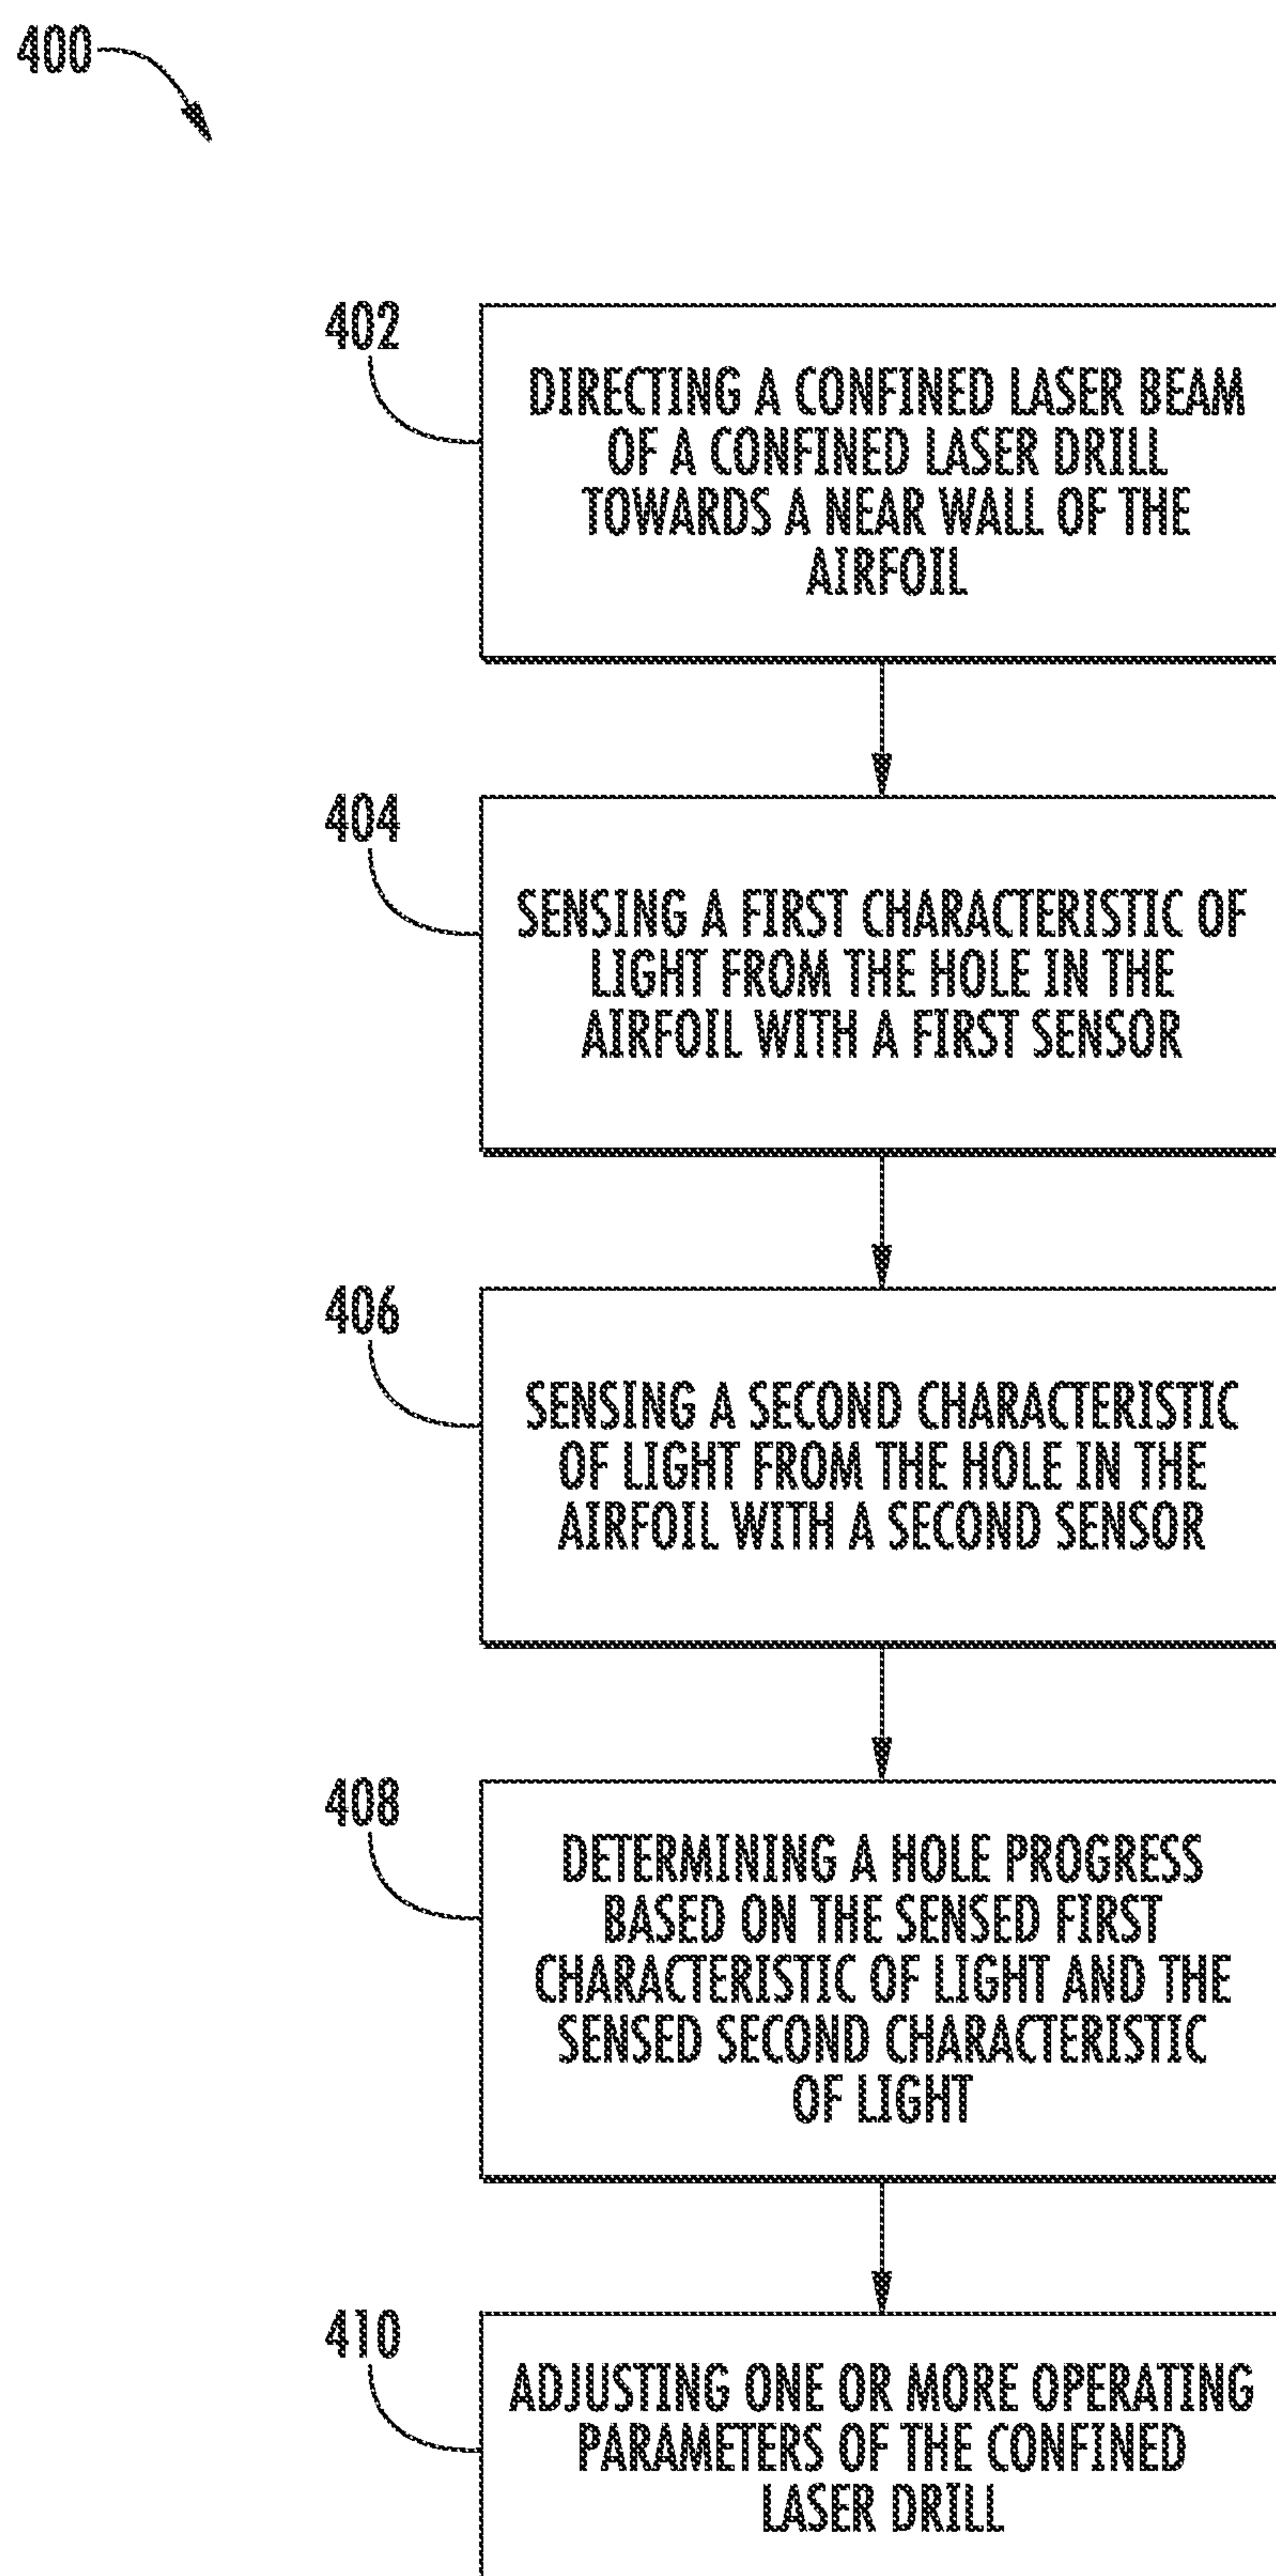 400
402
DIRECTING A CONFINED LASER BEAM
OF A CONFINED LASER DRILL
TOWARDS A NEAR WALL OF THE
AIRFOIL
404
SENSING A FIRST CHARACTERISTIC OF
LIGHT FROM THE HOLE IN THE
AIRFOIL WITH A FIRST SENSOR
406
SENSING A SECOND CHARACTERISTIC
OF LIGHT FROM THE HOLE IN THE
AIRFOIL WITH A SECOND SENSOR
408
DETERMINING A HOLE PROGRESS
BASED ON THE SENSED FIRST
CHARACTERISTIC OF LIGHT AND THE
SENSED SECOND CHARACTERISTIC
OF LIGHT
410
ADJUSTING ONE OR MORE OPERATING
PARAMETERS OF THE CONFINED
LASER DRILL